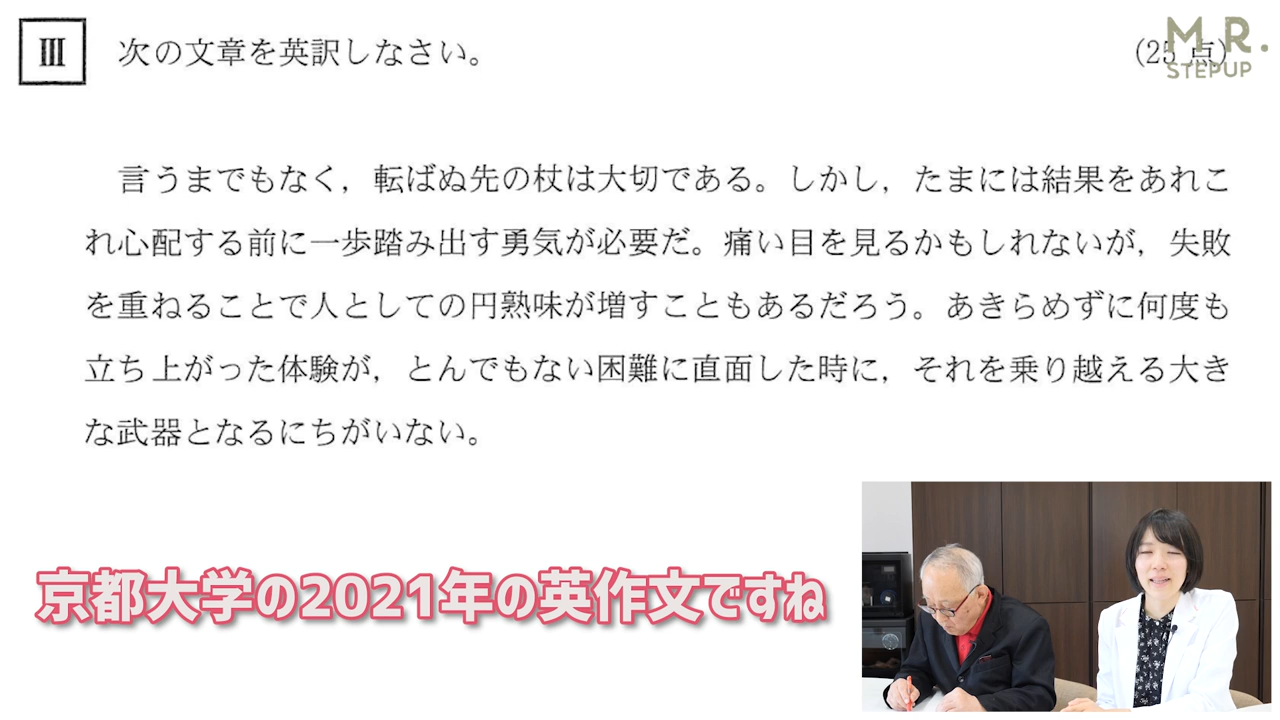 III 次の文章を英訳しなさい。 (25 点)
MR.
STEPUP
言うまでもなく，転ばぬ先の杖は大切である。しかし，たまには結果をあれこ
れ心配する前に一歩踏み出す勇気が必要だ。痛い目を見るかもしれないが，失敗
を重ねることで人としての円熟味が増すこともあるだろう。あきらめずに何度も
立ち上がった体験が，とんでもない困難に直面した時に，それを乗り越える大き
な武器となるにちがいない。
京都大学の2021年の英作文ですね